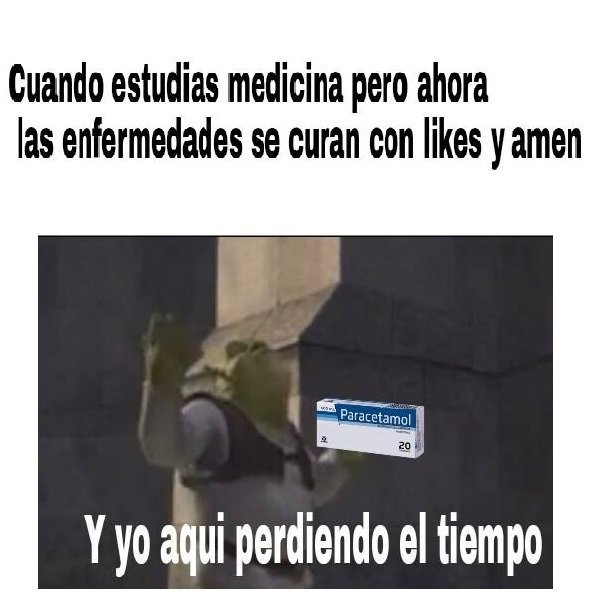 Cuando estudias medicina pero ahora
las enfermedades se curan con likes y amen
Paracetamol
20
Y yo aqui perdiendo el tiempo